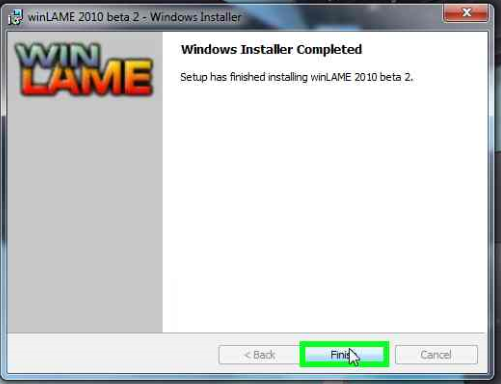 winLAME 2010 beta 2 - Windows Installer
WIN
LAME
Windows Installer Completed
Setup has finished installing winLAME 2010 beta 2.
< Back
Cancel